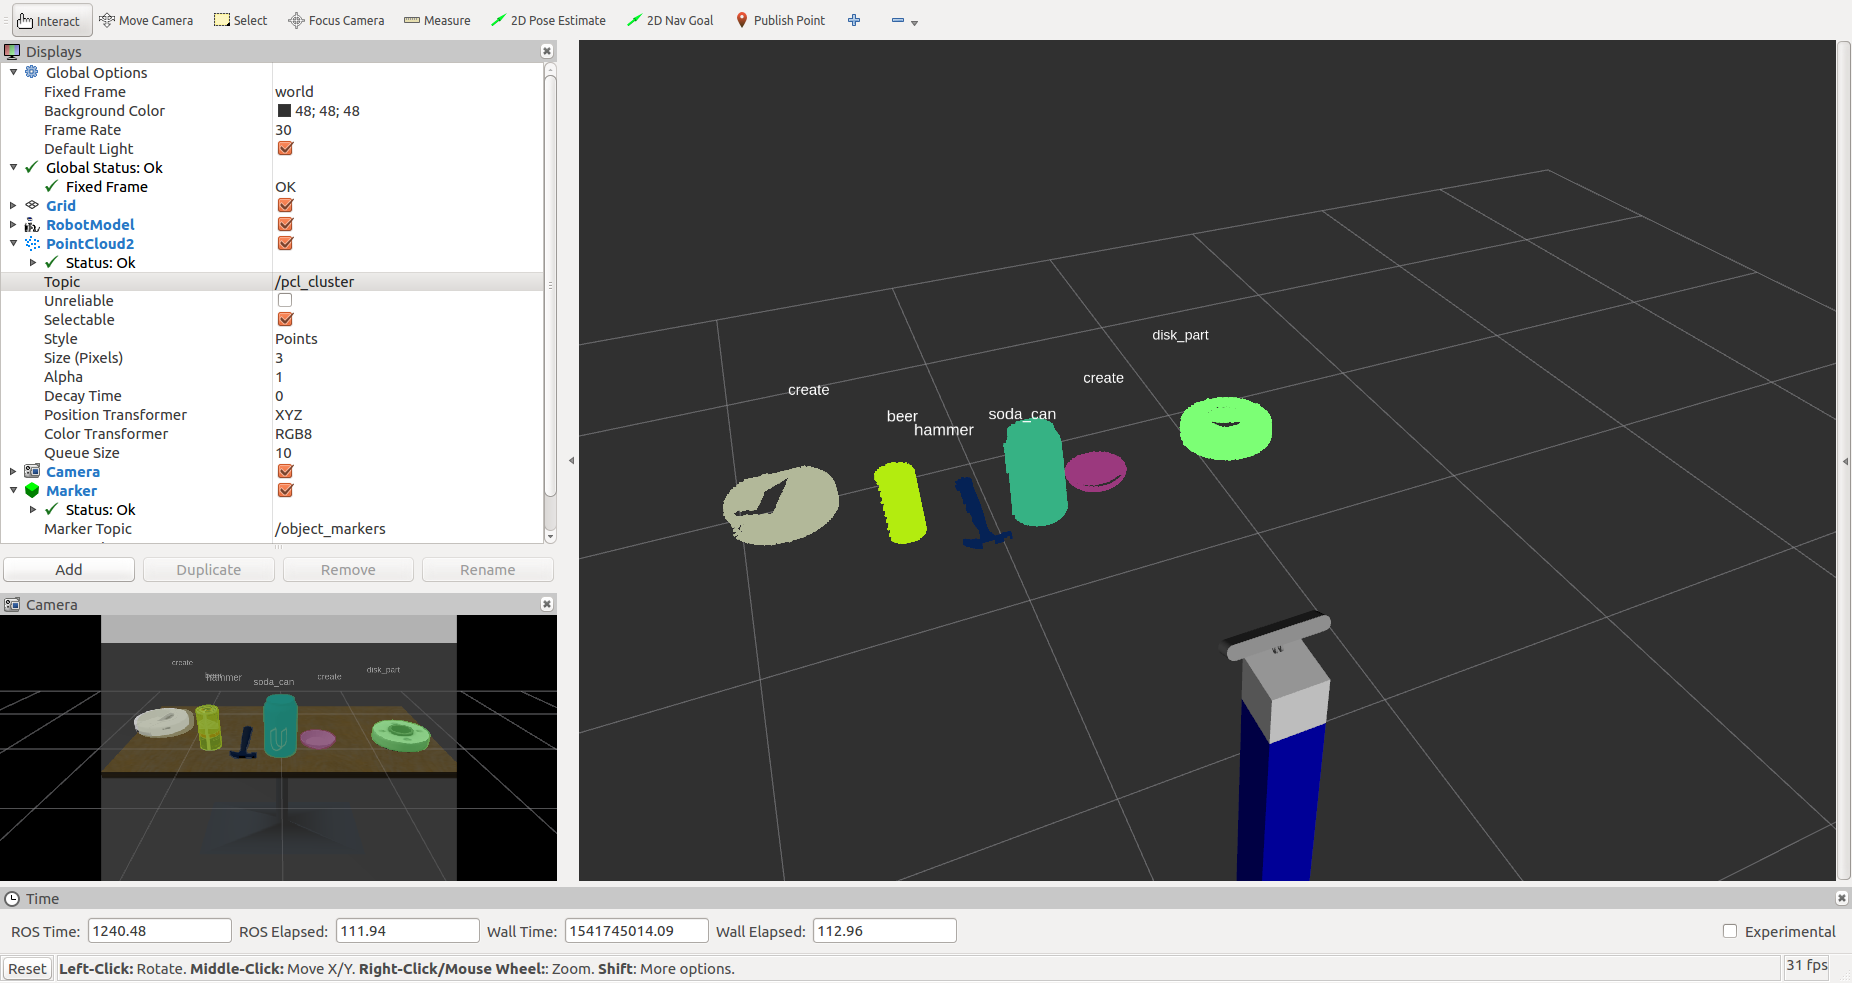 Interact Move Camera Select Focus Camera Measure 2D Pose Estimate 2D Nav Goal Publish Point
Displays
Global Options
Fixed Frame world
Background Color 48; 48; 48
Frame Rate 30
Default Light
Global Status: Ok
Fixed Frame OK
Grid
RobotModel
PointCloud2
Status: Ok
Topic /pcl_cluster
Unreliable
Selectable
Style Points
Size (Pixels) 3
Alpha 1
Decay Time 0
Position Transformer XYZ
Color Transformer RGB8
Queue Size 10
Camera
Marker
Status: Ok
Marker Topic /object_markers
Add Duplicate Remove Rename
Camera
create
hammer
soda_can
create
disk_part
disk_part
create
create
beer
hammer
soda_can
Time
ROS Time: 1240.48 ROS Elapsed: 111.94 Wall Time: 1541745014.09 Wall Elapsed: 112.96 Experimental
Reset Left-Click: Rotate. Middle-Click: Move X/Y. Right-Click/Mouse Wheel:: Zoom. Shift: More options. 31 fps